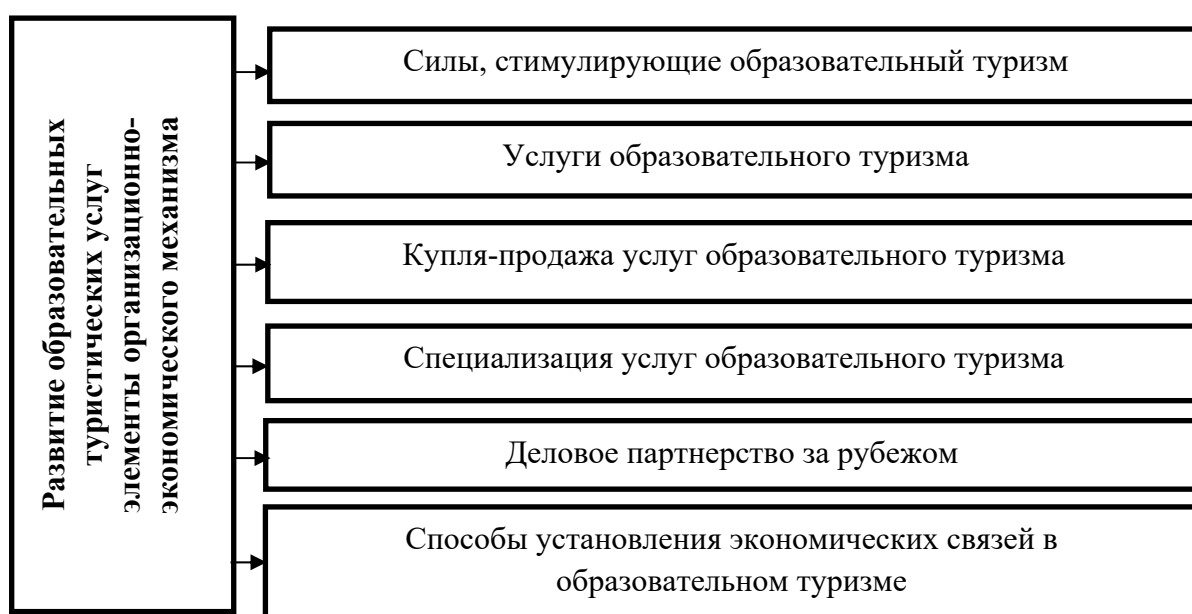 Развитие образовательных
туристических услуг
элементы организационно-
экономического механизма
Силы, стимулирующие образовательный туризм
Услуги образовательного туризма
Купля-продажа услуг образовательного туризма
Специализация услуг образовательного туризма
Деловое партнерство за рубежом
Способы установления экономических связей в
образовательном туризме